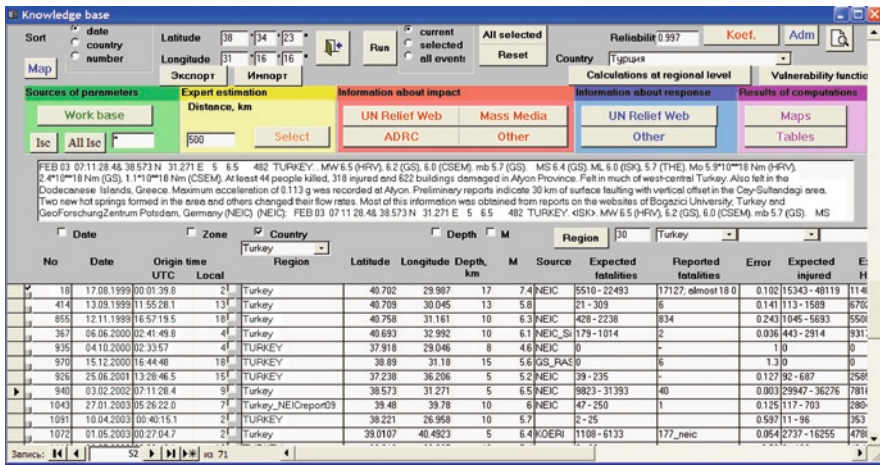 Knowledge base
Sort
date
country
number
Map
Latitude 38 °34 '23 "
Longitude 31 °16 '16 "
Экспорт Импорт
Run
current
selected
all events
All selected
Reset
Reliabilit 0.997
Koef. Adm
Country Турция
Calculations at regional level Vulnerability functio
Sources of parameters Expert estimation Information about impact Information about response Results of computations
Work base
Isc All Isc *
Distance, km
500 Select
UN Relief Web Mass Media
ADRC Other
UN Relief Web
Other
Maps
Tables
FEB 03 07:11:28.4& 38.573 N 31.271 E 5 6.5 482 TURKEY. . MW 6.5 (HRV), 6.2 (GS), 6.0 (CSEM). mb 5.7 (GS). MS 6.4 (GS). ML 6.0 (ISK), 5.7 (THE). Mo 5.9*10**18 Nm (HRV),
2.4*10**18 Nm (GS), 1.1*10**18 Nm (CSEM). At least 44 people killed, 318 injured and 622 buildings damaged in Afyon Province. Felt in much of west-central Turkey. Also felt in the
Dodecanese Islands, Greece. Maximum acceleration of 0.113 g was recorded at Afyon. Preliminary reports indicate 30 km of surface faulting with vertical offset in the Cay-Sultandagi area.
Two new hot springs formed in the area and others changed their flow rates. Most of this information was obtained from reports on the websites of Bogazici University, Turkey and
GeoForschungZentrum Potsdam, Germany (NEIC) (NEIC): FEB 03 07 11 28.4& 38.573 N 31.271 E 5 6.5 482 TURKEY. <ISK>. MW 6.5 (HRV), 6.2 (GS), 6.0 (CSEM). mb 5.7 (GS). MS
Date Zone Country Depth M Region 30 Turkey
Turkey
No Date Origin time Region Latitude Longitude Depth, M Source Expected Reported Error Expected
UTC Local km fatalities fatalities injured
18 17.08.1999 00:01:39.8 2 Turkey 40.702 29.987 17 7.4 NEIC 5510 - 22493 17127; almost 18 0 0.102 15343 - 48119
414 13.09.1999 11:55:28.1 13 Turkey 40.709 30.045 13 5.8 21 - 309 6 0.141 113 - 1589
855 12.11.1999 16:57:19.5 18 Turkey 40.758 31.161 10 6.3 NEIC 428 - 2238 834 0.243 1045 - 5693
367 06.06.2000 02:41:49.8 4 Turkey 40.693 32.992 10 6.1 NEIC_Si 179 - 1014 2 0.036 443 - 2914
935 04.10.2000 02:33:57 4 TURKEY 37.918 29.046 8 4.6 NEIC 0 - 1 0 0
970 15.12.2000 16:44:48 18 TURKEY 38.89 31.18 15 5.6 GS_RAS 0 6 1.3 0 0
926 25.06.2001 13:28:46.5 15 TURKEY 37.238 36.206 5 5.2 NEIC 39 - 235 - 0.127 92 - 687
940 03.02.2002 07:11:28.4 9 Turkey 38.573 31.271 5 6.5 NEIC 9823 - 31393 40 0.003 29947 - 36276
1043 27.01.2003 05:26:22.0 7 Turkey_NEICreport09 39.48 39.78 10 6 NEIC 47 - 250 1 0.125 117 - 703
1091 10.04.2003 00:40:15.1 2 TURKEY 38.221 26.958 10 5.7 2 - 25 0.597 11 - 96 353
1072 01.05.2003 00:27:04.7 2 Turkey 39.0107 40.4923 5 6.4 KOERI 1108 - 6133 177_neic 0.054 2737 - 16255
Запись: 52 из 71